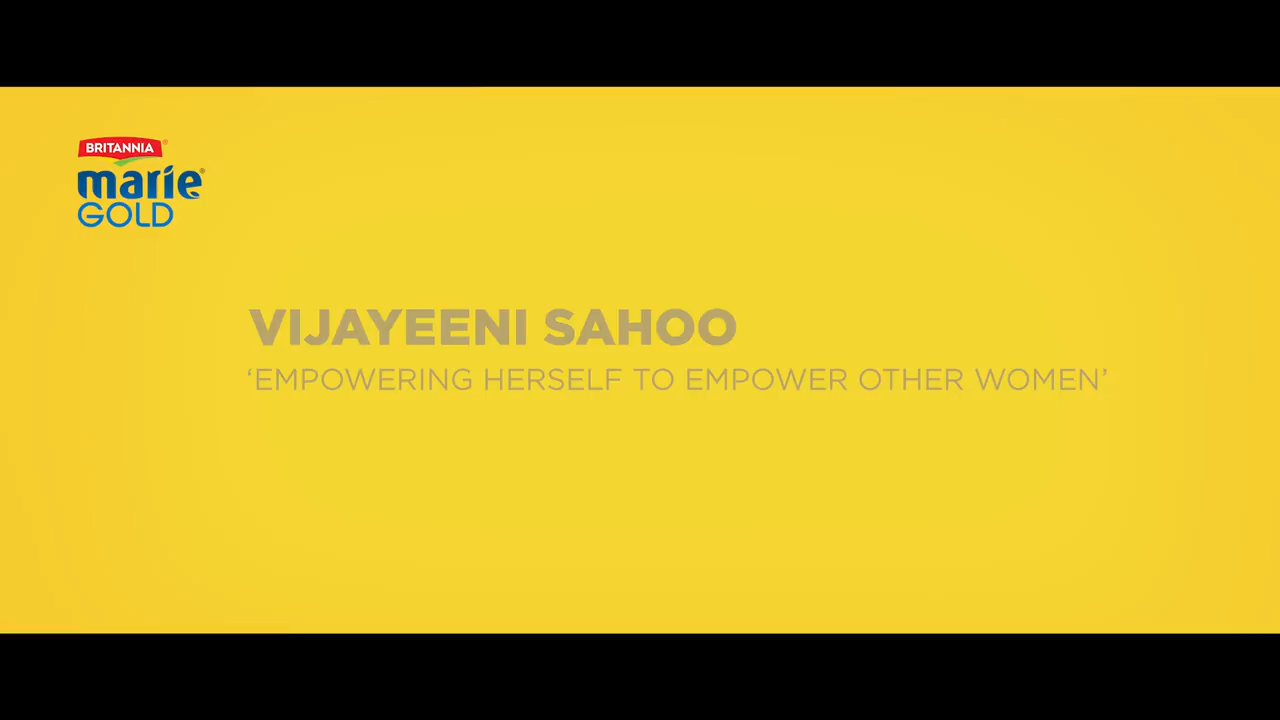 BRITANNIA
marie
GOLD
VIJAYEENI SAHOO
‘EMPOWERING HERSELF TO EMPOWER OTHER WOMEN’